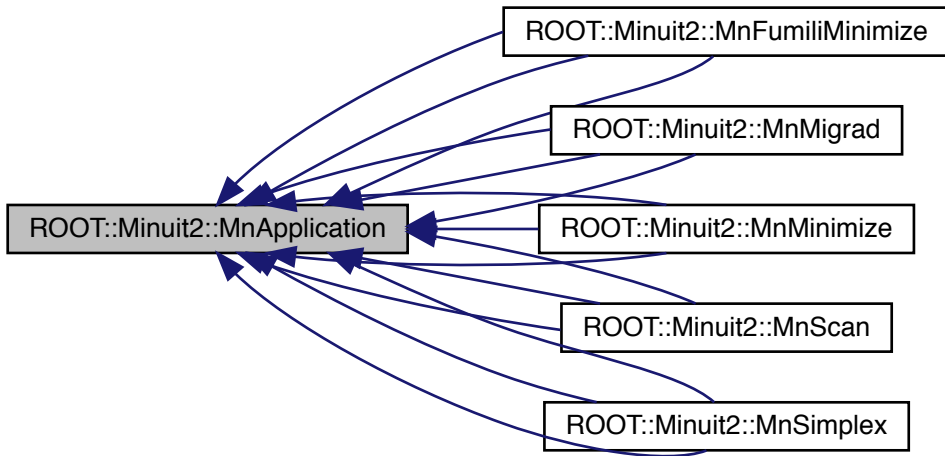 ROOT::Minuit2::MnFumiliMinimize
ROOT::Minuit2::MnMigrad
ROOT::Minuit2::MnApplication
ROOT::Minuit2::MnMinimize
ROOT::Minuit2::MnScan
ROOT::Minuit2::MnSimplex